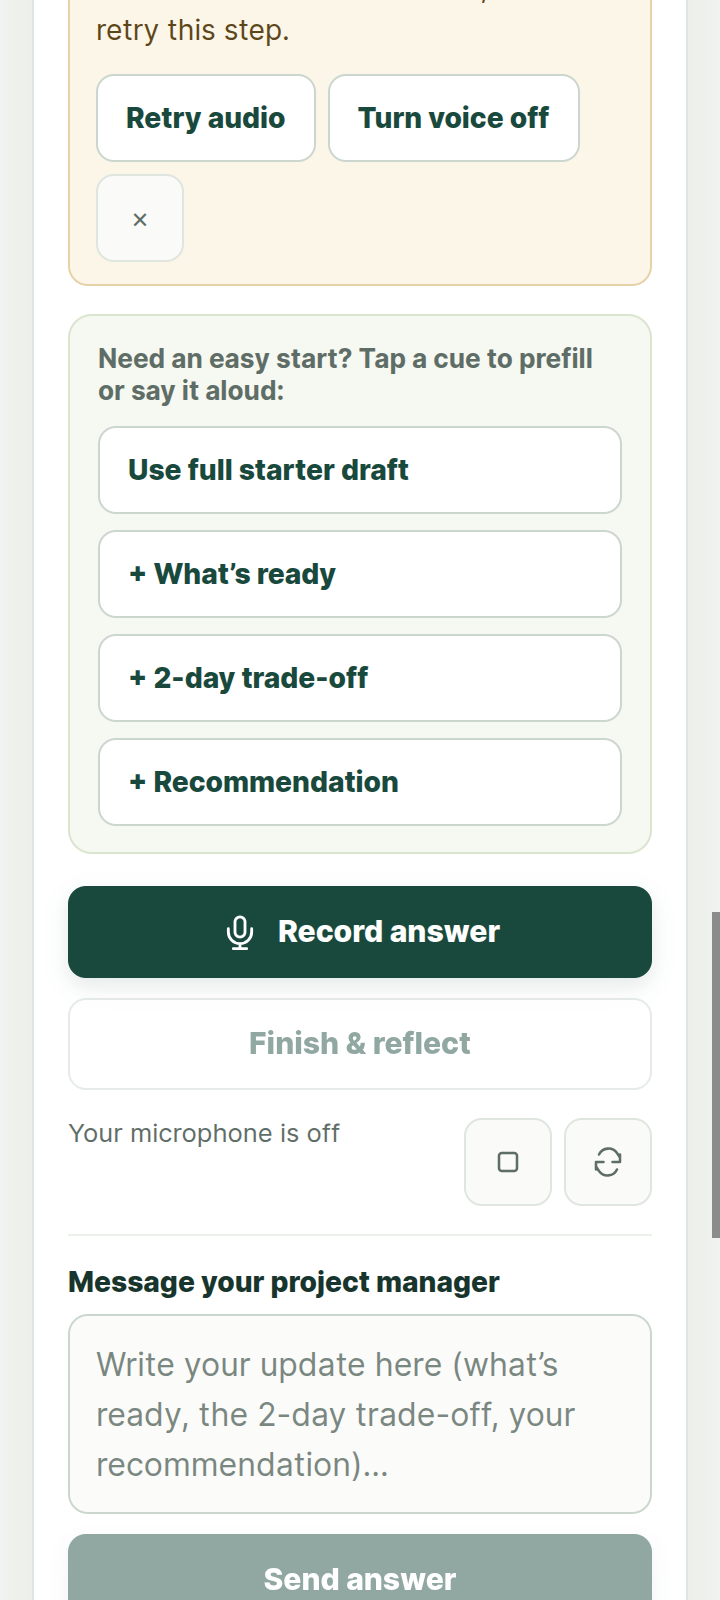 retry this step.
Retry audio
Turn voice off
×
Need an easy start? Tap a cue to prefill
or say it aloud:
Use full starter draft
+ What’s ready
+ 2-day trade-off
+ Recommendation
Record answer
Finish & reflect
Your microphone is off
Message your project manager
Write your update here (what’s
ready, the 2-day trade-off, your
recommendation)...
Send answer